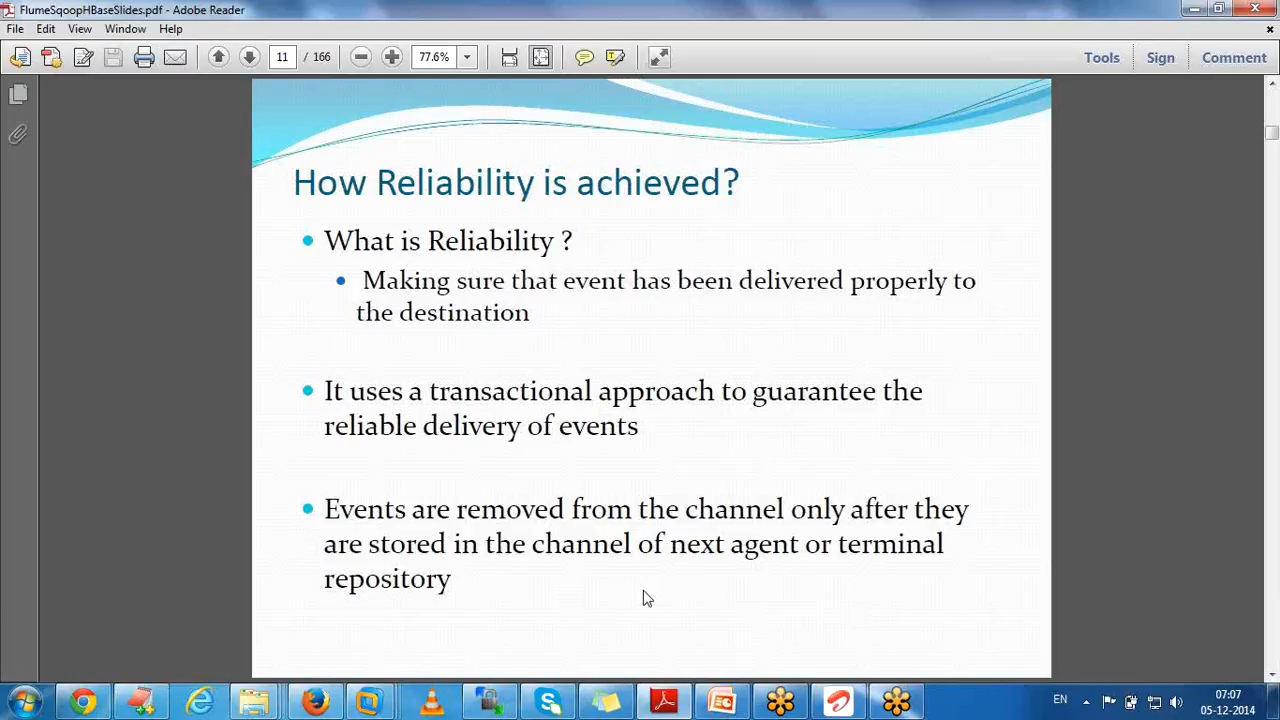 FlumeSqoopHBaseSlides.pdf - Adobe Reader
File Edit View Window Help
11 / 166 77.6% Tools Sign Comment
How Reliability is achieved?
What is Reliability ?
Making sure that event has been delivered properly to
the destination
It uses a transactional approach to guarantee the
reliable delivery of events
Events are removed from the channel only after they
are stored in the channel of next agent or terminal
repository
EN 07:07
05-12-2014